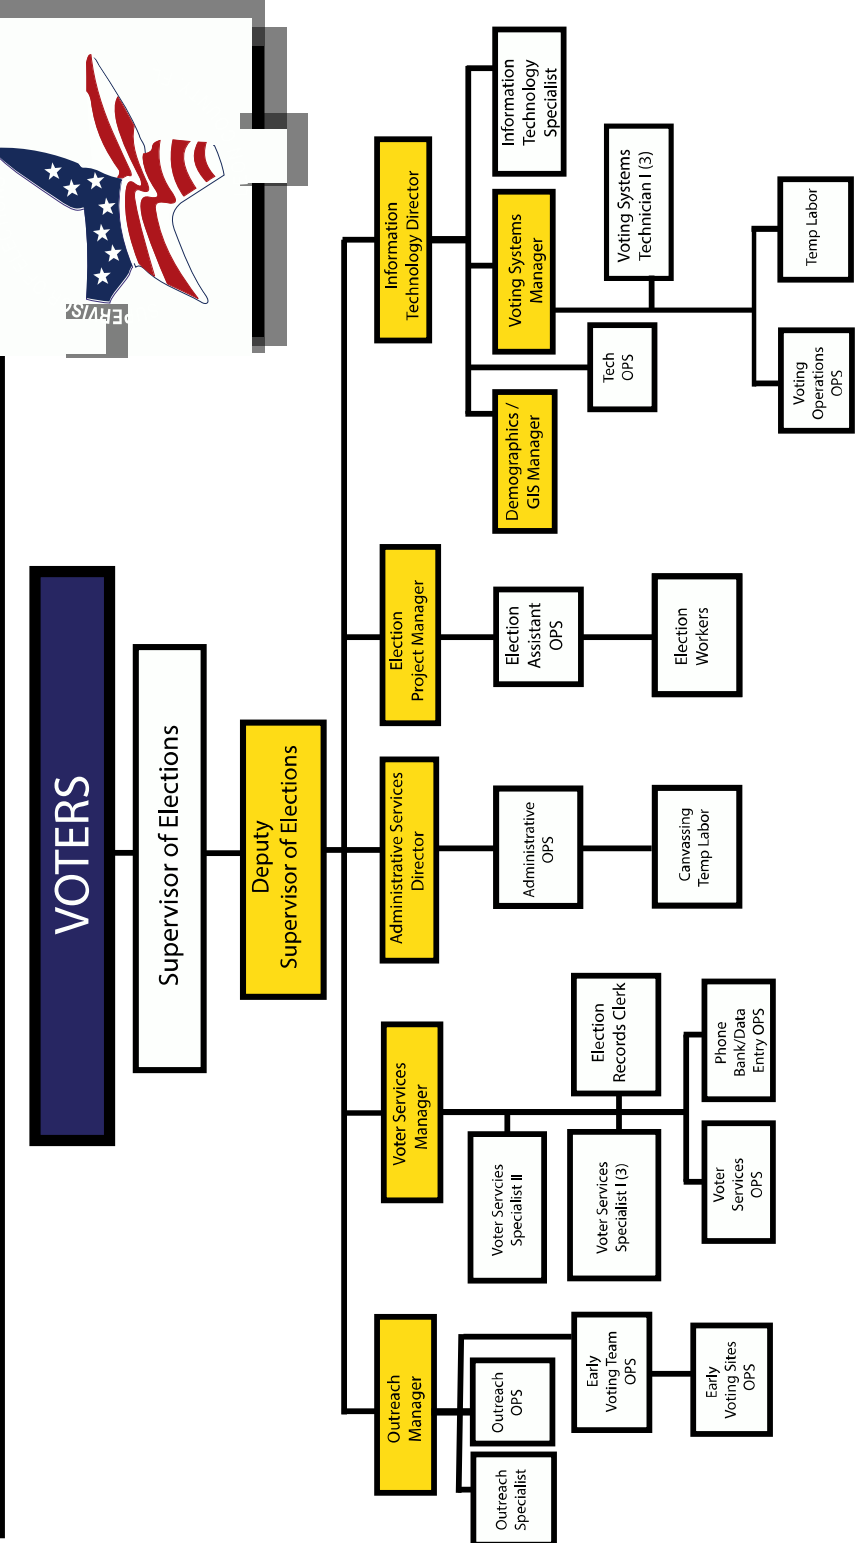 VOTERS
Supervisor of Elections
Deputy
Supervisor of Elections
Outreach
Manager
Outreach
Specialist
Outreach
OPS
Early
Voting Team
OPS
Early
Voting Sites
OPS
Voter Services
Manager
Voter Servcies
Specialist II
Voter Services
Specialist I (3)
Election
Records Clerk
Voter
Services
OPS
Phone
Bank/Data
Entry OPS
Administrative Services
Director
Administrative
OPS
Canvassing
Temp Labor
Election
Project Manager
Election
Assistant
OPS
Election
Workers
Information
Technology Director
Demographics /
GIS Manager
Tech
OPS
Voting Systems
Manager
Information
Technology
Specialist
Voting Systems
Technician I (3)
Voting
Operations
OPS
Temp Labor